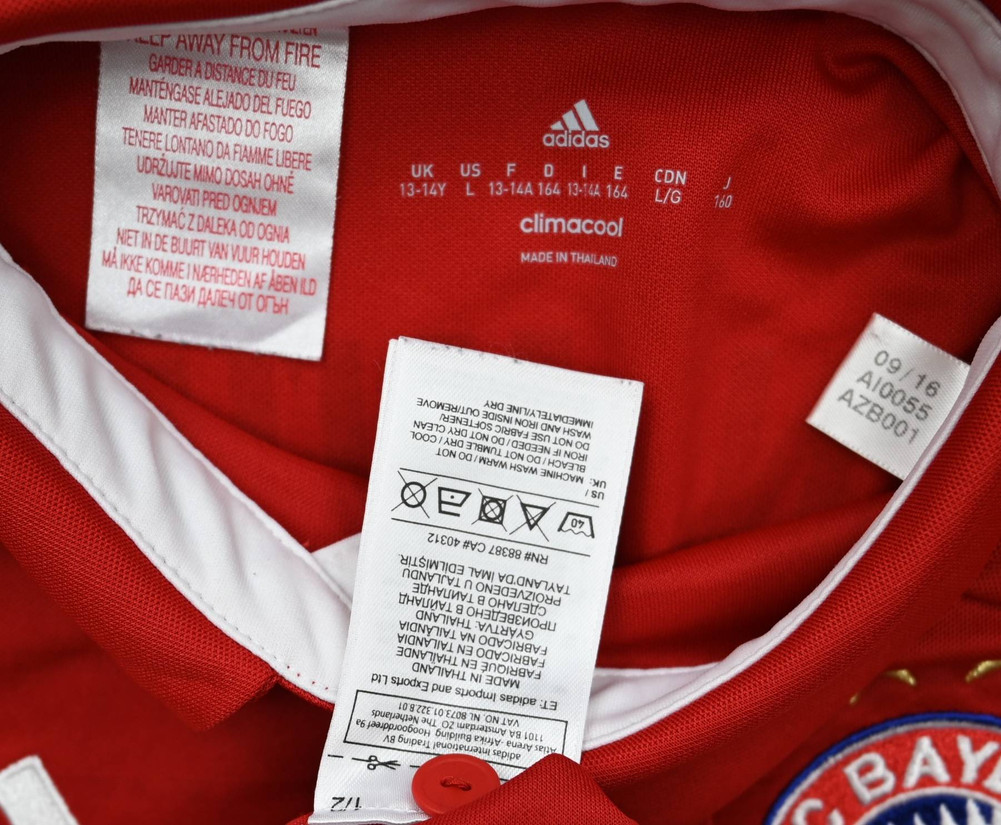 KEEP AWAY FROM FIRE
GARDER A DISTANCE DU FEU
MANTÉNGASE ALEJADO DEL FUEGO
MANTER AFASTADO DO FOGO
TENERE LONTANO DA FIAMME LIBERE
UDRŽUJTE MIMO DOSAH OHNĚ
VAROVATI PRED OGNJEM
TRZYMAĆ Z DALEKA OD OGNIA
NIET IN DE BUURT VAN VUUR HOUDEN
MÅ IKKE KOMME I NÆRHEDEN AF ÅBEN ILD
ДА СЕ ПАЗИ ДАЛЕЧ ОТ ОГЪН
adidas
UK US F D I E CDN J
13-14Y L 13-14A 164 13-14A 164 L/G 160
climacool
MADE IN THAILAND
09/16
AI0055
AZB001
1/2
adidas International Trading BV
Atlas Arena -Afrika Building Hoogoorddreef 9a
1101 BA Amsterdam ZO The Netherlands
VAT NO. NL 8073.01.322.B.01
ET: adidas Imports and Exports Ltd
MADE IN THAILAND
FABRIQUÉ EN THAÏLANDE
FABRICADO EN TAILANDIA
FABRICADO NA TAILÂNDIA
GYÁRTVA: THAILAND
ПРОИЗВЕДЕНО В ТАЙЛАНД
СДЕЛАНО В ТАИЛАНДЕ
PROIZVEDENO U TAJLANDU
TAYLAND'DA İMAL EDİLMİŞTİR.
RN# 88387 CA# 40312
40
US /
UK: MACHINE WASH WARM / DO NOT
BLEACH / DO NOT TUMBLE DRY / COOL
IRON IF NEEDED / DO NOT DRY CLEAN
DO NOT USE FABRIC SOFTENER/
WASH AND IRON INSIDE OUT/REMOVE
IMMEDIATELY/LINE DRY
C BAYE